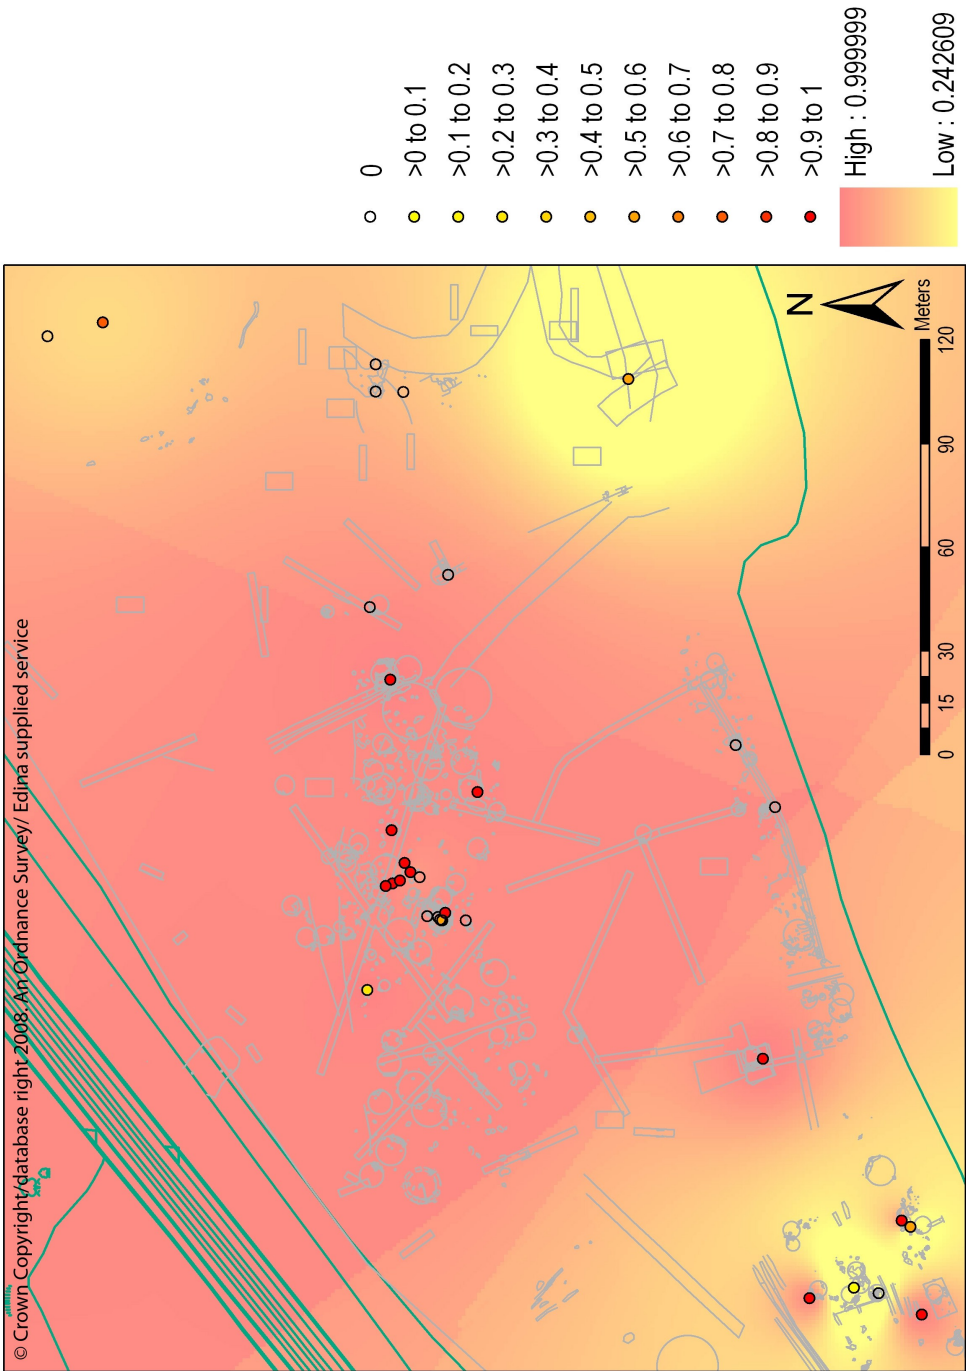 © Crown Copyright/database right 2008. An Ordnance Survey/ Edina supplied service
0
>0 to 0.1
>0.1 to 0.2
>0.2 to 0.3
>0.3 to 0.4
>0.4 to 0.5
>0.5 to 0.6
>0.6 to 0.7
>0.7 to 0.8
>0.8 to 0.9
>0.9 to 1
High : 0.999999
Low : 0.242609
N
Meters
0 15 30 60 90 120